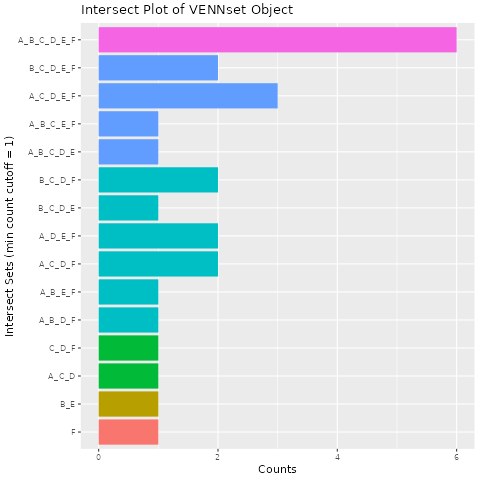 Intersect Plot of VENNset Object
Intersect Sets (min count cutoff = 1)
A_B_C_D_E_F
B_C_D_E_F
A_C_D_E_F
A_B_C_E_F
A_B_C_D_E
B_C_D_F
B_C_D_E
A_D_E_F
A_C_D_F
A_B_E_F
A_B_D_F
C_D_F
A_C_D
B_E
F
0 2 4 6
Counts